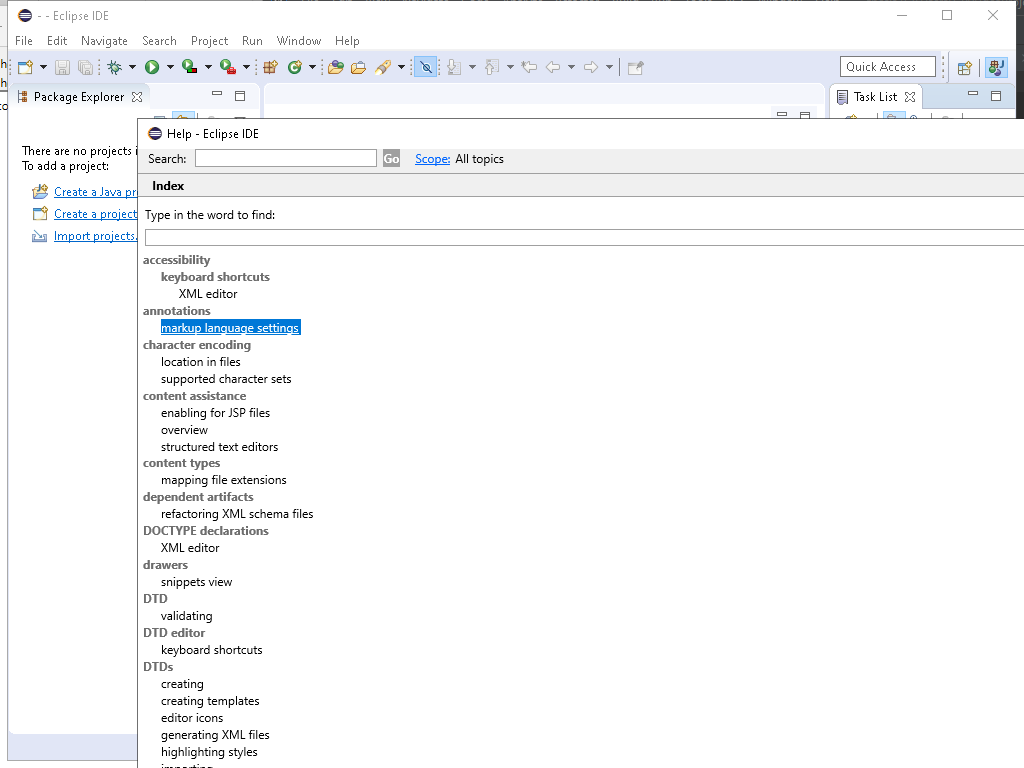 - - Eclipse IDE
File Edit Navigate Search Project Run Window Help
Quick Access
Package Explorer
Task List
There are no projects i
To add a project:
Create a Java pr
Create a project
Import projects.
Help - Eclipse IDE
Search: Go Scope: All topics
Index
Type in the word to find:
accessibility
keyboard shortcuts
XML editor
annotations
markup language settings
character encoding
location in files
supported character sets
content assistance
enabling for JSP files
overview
structured text editors
content types
mapping file extensions
dependent artifacts
refactoring XML schema files
DOCTYPE declarations
XML editor
drawers
snippets view
DTD
validating
DTD editor
keyboard shortcuts
DTDs
creating
creating templates
editor icons
generating XML files
highlighting styles
importing